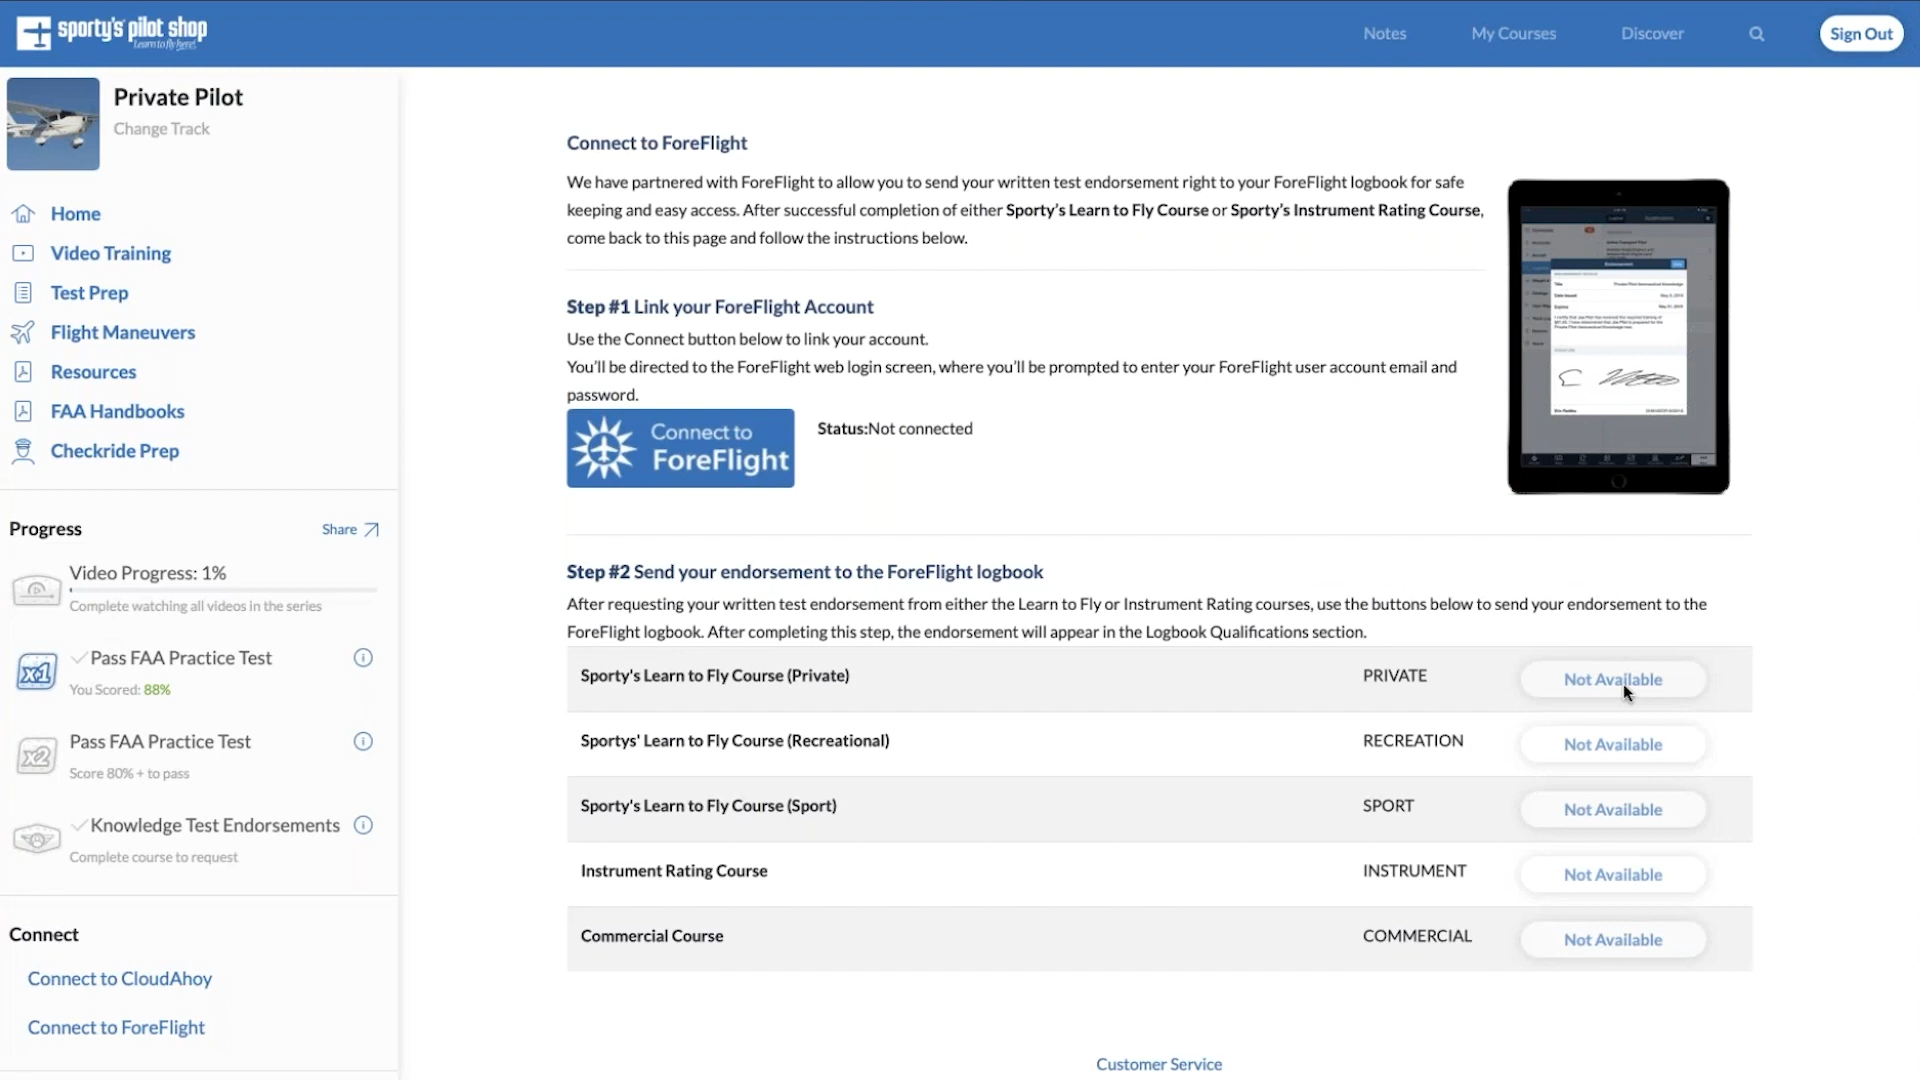 sporty's pilot shop
Learn to fly here!
Notes
My Courses
Discover
Sign Out
Private Pilot
Change Track
Home
Video Training
Test Prep
Flight Maneuvers
Resources
FAA Handbooks
Checkride Prep
Progress
Share
Video Progress: 1%
Complete watching all videos in the series
x1
Pass FAA Practice Test
You Scored: 88%
x2
Pass FAA Practice Test
Score 80% + to pass
Knowledge Test Endorsements
Complete course to request
Connect
Connect to CloudAhoy
Connect to ForeFlight
Connect to ForeFlight
We have partnered with ForeFlight to allow you to send your written test endorsement right to your ForeFlight logbook for safe
keeping and easy access. After successful completion of either Sporty’s Learn to Fly Course or Sporty’s Instrument Rating Course,
come back to this page and follow the instructions below.
Step #1 Link your ForeFlight Account
Use the Connect button below to link your account.
You’ll be directed to the ForeFlight web login screen, where you’ll be prompted to enter your ForeFlight user account email and
password.
Connect to
ForeFlight
Status:Not connected
Step #2 Send your endorsement to the ForeFlight logbook
After requesting your written test endorsement from either the Learn to Fly or Instrument Rating courses, use the buttons below to send your endorsement to the
ForeFlight logbook. After completing this step, the endorsement will appear in the Logbook Qualifications section.
Sporty's Learn to Fly Course (Private) PRIVATE Not Available
Sportys' Learn to Fly Course (Recreational) RECREATION Not Available
Sporty's Learn to Fly Course (Sport) SPORT Not Available
Instrument Rating Course INSTRUMENT Not Available
Commercial Course COMMERCIAL Not Available
Customer Service